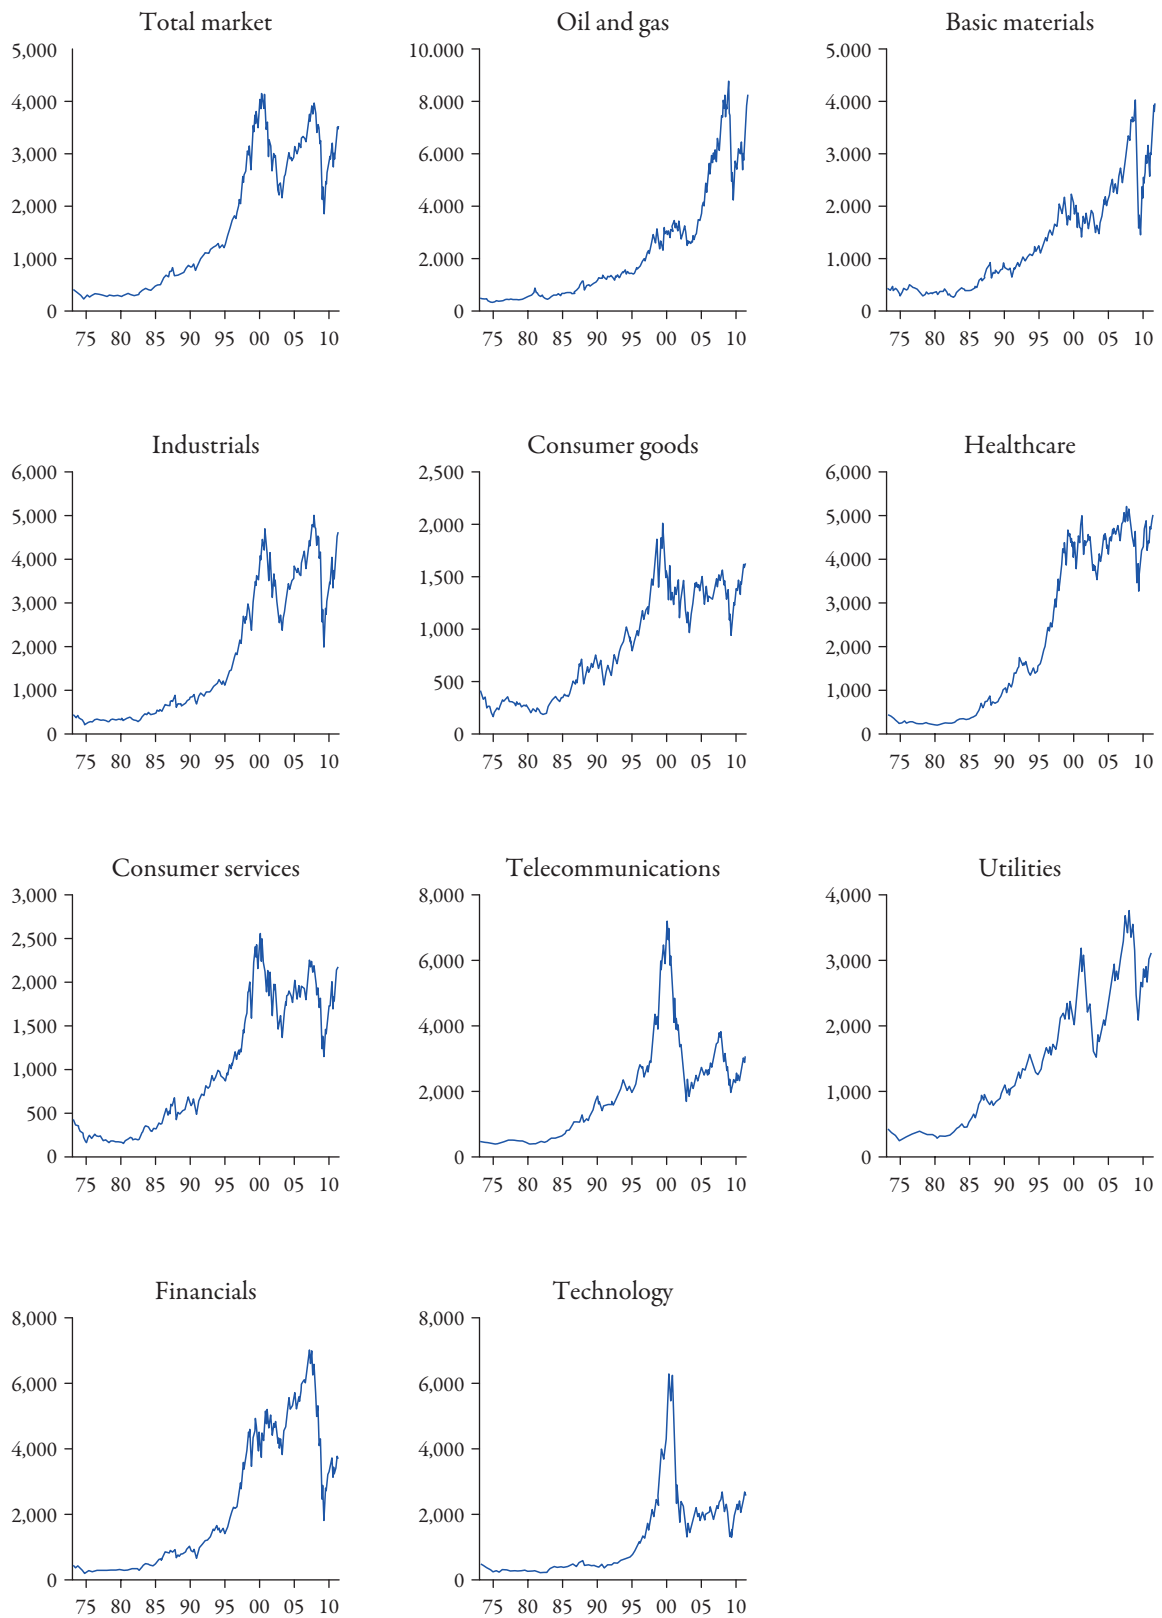 Total market Oil and gas Basic materials
5,000 10.000 5,000
4,000 8,000 4,000
3,000 6,000 3,000
2,000 4.000 2,000
1,000 2.000 1,000
0 0 0
75 80 85 90 95 00 05 10 75 80 85 90 95 00 05 10 75 80 85 90 95 00 05 10
Industrials Consumer goods Healthcare
6,000 2,500 6,000
5,000 2,000 5,000
4,000 1,500 4,000
3,000 1,000 3,000
2,000 500 2,000
1,000 0 1,000
0 0
75 80 85 90 95 00 05 10 75 80 85 90 95 00 05 10 75 80 85 90 95 00 05 10
Consumer services Telecommunications Utilities
3,000 8,000 4,000
2,500 6,000 3,000
2,000 4,000 2,000
1,500 2,000 1,000
1,000 0 0
500
0
75 80 85 90 95 00 05 10 75 80 85 90 95 00 05 10 75 80 85 90 95 00 05 10
Financials Technology
8,000 8,000
6,000 6,000
4,000 4,000
2,000 2,000
0 0
75 80 85 90 95 00 05 10 75 80 85 90 95 00 05 10